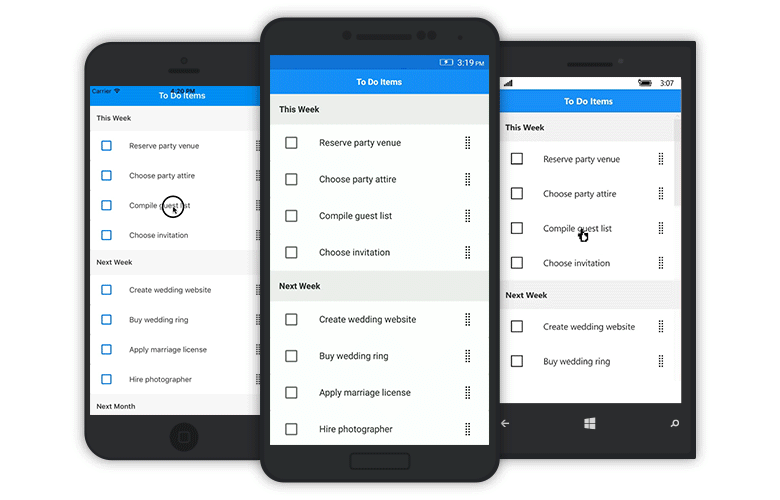 Carrier 4:20 PM
To Do Items
This Week
Reserve party venue
Choose party attire
Compile guest list
Choose invitation
Next Week
Create wedding website
Buy wedding ring
Apply marriage license
Hire photographer
Next Month
3:19 PM
To Do Items
This Week
Reserve party venue
Choose party attire
Compile guest list
Choose invitation
Next Week
Create wedding website
Buy wedding ring
Apply marriage license
Hire photographer
3:07
To Do Items
This Week
Reserve party venue
Choose party attire
Compile guest list
Choose invitation
Next Week
Create wedding website
Buy wedding ring